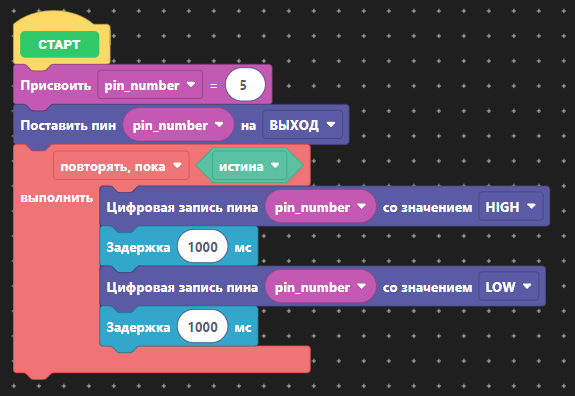 СТАРТ
Присвоить pin_number = 5
Поставить пин pin_number на ВЫХОД
повторять, пока истина
выполнить
Цифровая запись пина pin_number со значением HIGH
Задержка 1000 мс
Цифровая запись пина pin_number со значением LOW
Задержка 1000 мс